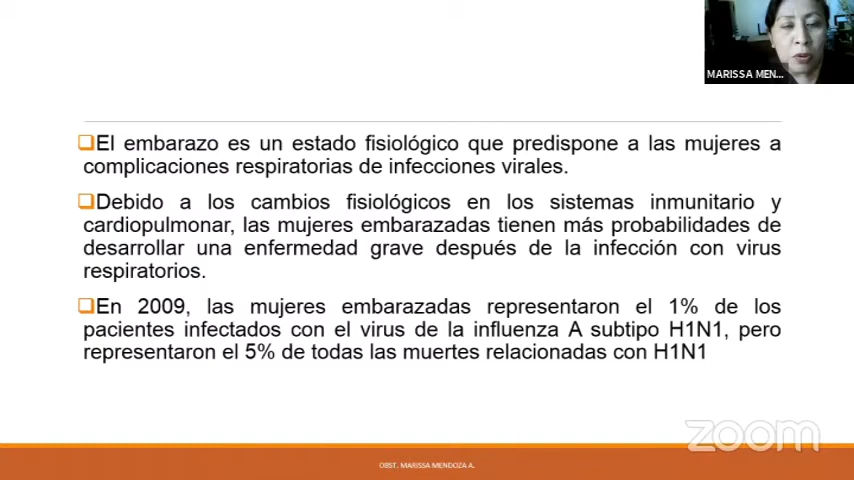 MARISSA MEN...
❑El embarazo es un estado fisiológico que predispone a las mujeres a
complicaciones respiratorias de infecciones virales.
❑Debido a los cambios fisiológicos en los sistemas inmunitario y
cardiopulmonar, las mujeres embarazadas tienen más probabilidades de
desarrollar una enfermedad grave después de la infección con virus
respiratorios.
❑En 2009, las mujeres embarazadas representaron el 1% de los
pacientes infectados con el virus de la influenza A subtipo H1N1, pero
representaron el 5% de todas las muertes relacionadas con H1N1
zoom
OBST. MARISSA MENDOZA A.